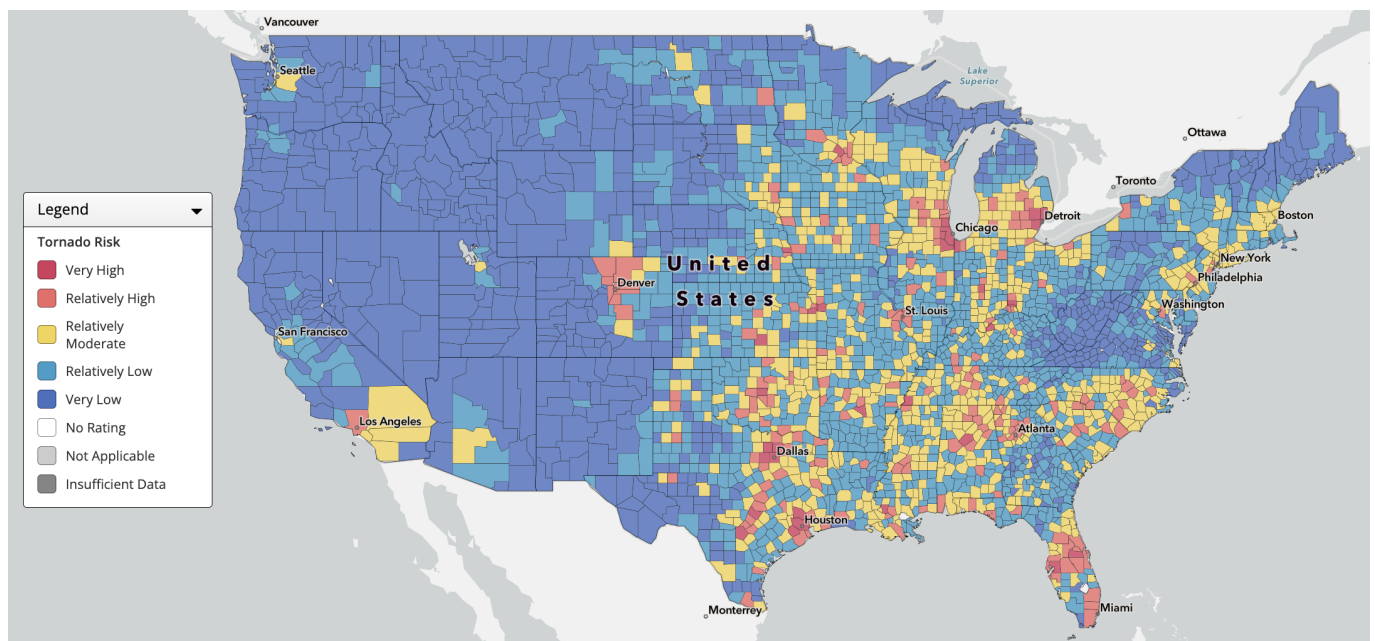 Vancouver
Seattle
Lake
Superior
Ottawa
Toronto
Legend
Tornado Risk
Very High
Relatively High
Relatively
Moderate
Relatively Low
Very Low
No Rating
Not Applicable
Insufficient Data
Boston
Detroit
Chicago
New York
Philadelphia
United
States
Denver
Washington
St. Louis
San Francisco
Los Angeles
Atlanta
Dallas
Houston
Miami
Monterrey